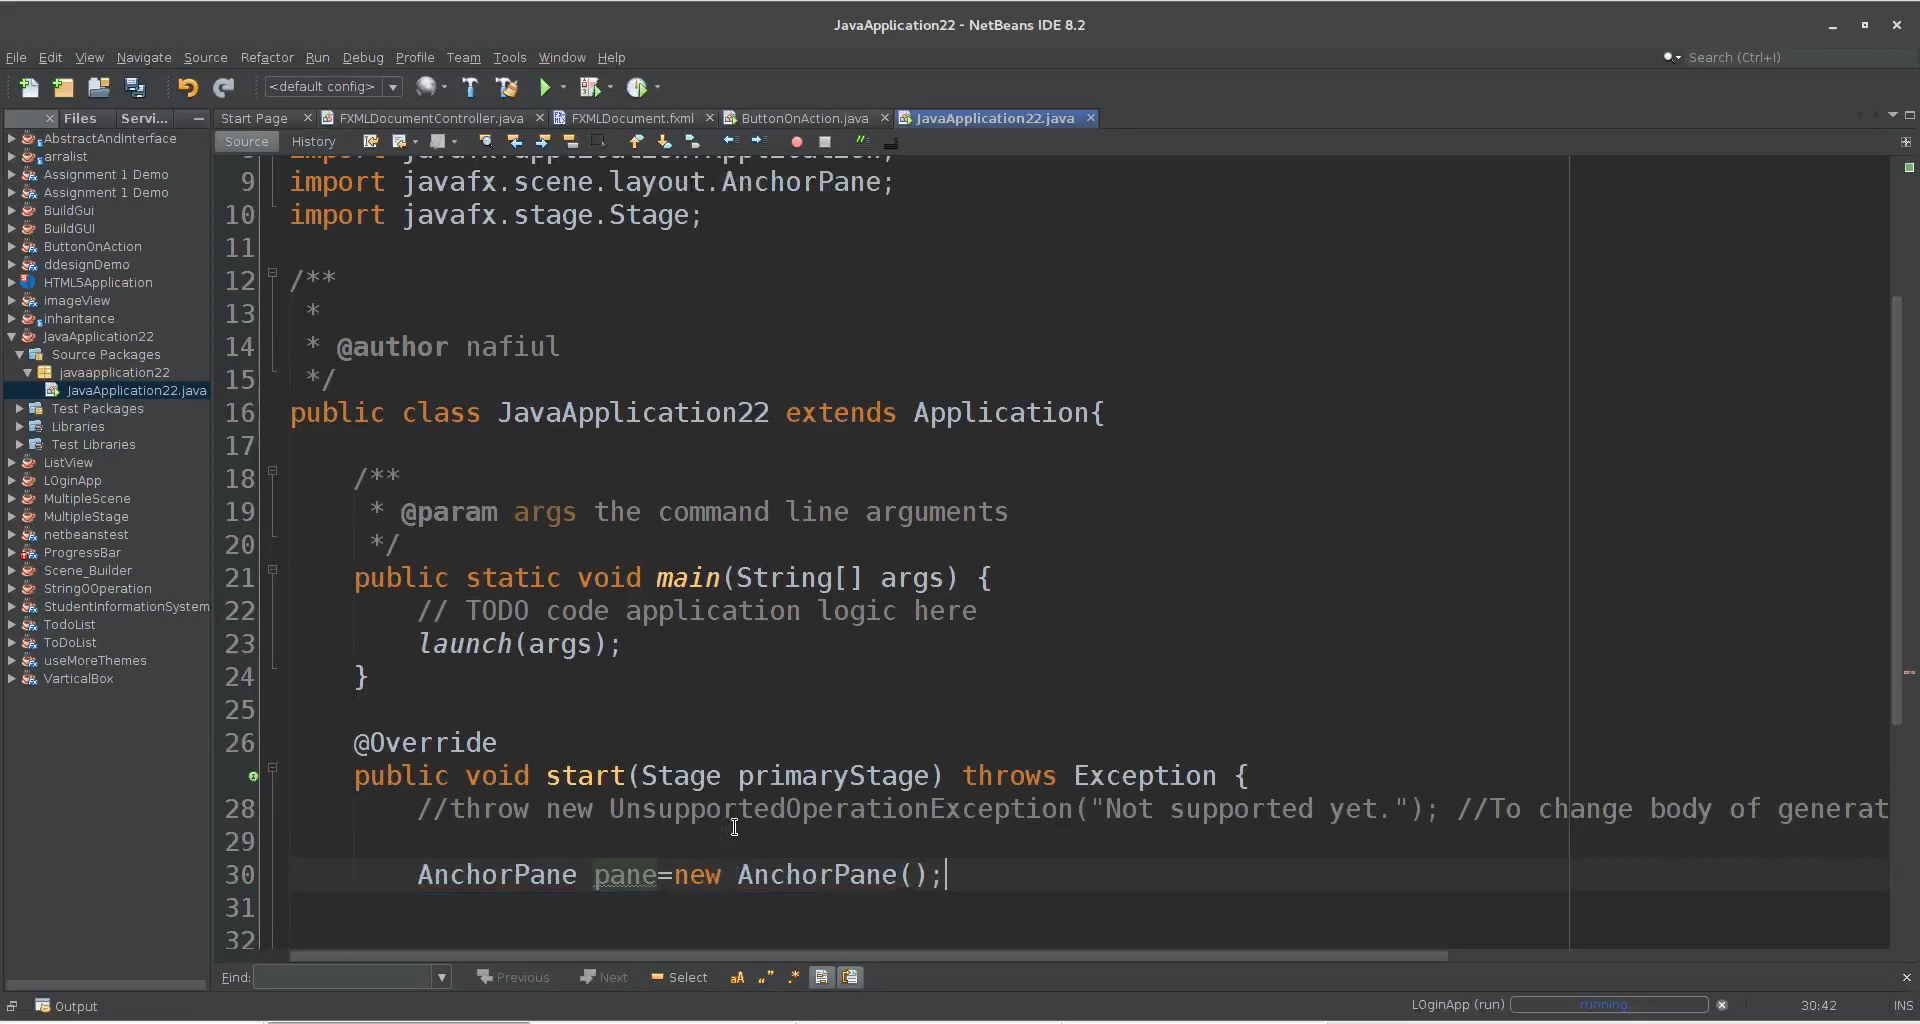 JavaApplication22 - NetBeans IDE 8.2
File Edit View Navigate Source Refactor Run Debug Profile Team Tools Window Help
Search (Ctrl+I)
<default config>
Files Servi...
Start Page FXMLDocumentController.java FXMLDocument.fxml ButtonOnAction.java JavaApplication22.java
Source History
AbstractAndInterface
arralist
Assignment 1 Demo
Assignment 1 Demo
BuildGui
BuildGUI
ButtonOnAction
ddesignDemo
HTML5Application
imageView
inheritance
JavaApplication22
Source Packages
javaapplication22
JavaApplication22.java
Test Packages
Libraries
Test Libraries
ListView
LOginApp
MultipleScene
MultipleStage
netbeanstest
ProgressBar
Scene_Builder
StringOOperation
StudentInformationSystem
TodoList
ToDoList
useMoreThemes
VarticalBox
import javafx.application.Application;
9 import javafx.scene.layout.AnchorPane;
10 import javafx.stage.Stage;
11
12 /**
13 *
14 * @author nafiul
15 */
16 public class JavaApplication22 extends Application{
17
18 /**
19 * @param args the command line arguments
20 */
21 public static void main(String[] args) {
22 // TODO code application logic here
23 launch(args);
24 }
25
26 @Override
public void start(Stage primaryStage) throws Exception {
28 //throw new UnsupportedOperationException("Not supported yet."); //To change body of generat
29
30 AnchorPane pane=new AnchorPane();
31
32
Find: Previous Next Select
Output
LOginApp (run) running 30:42 INS